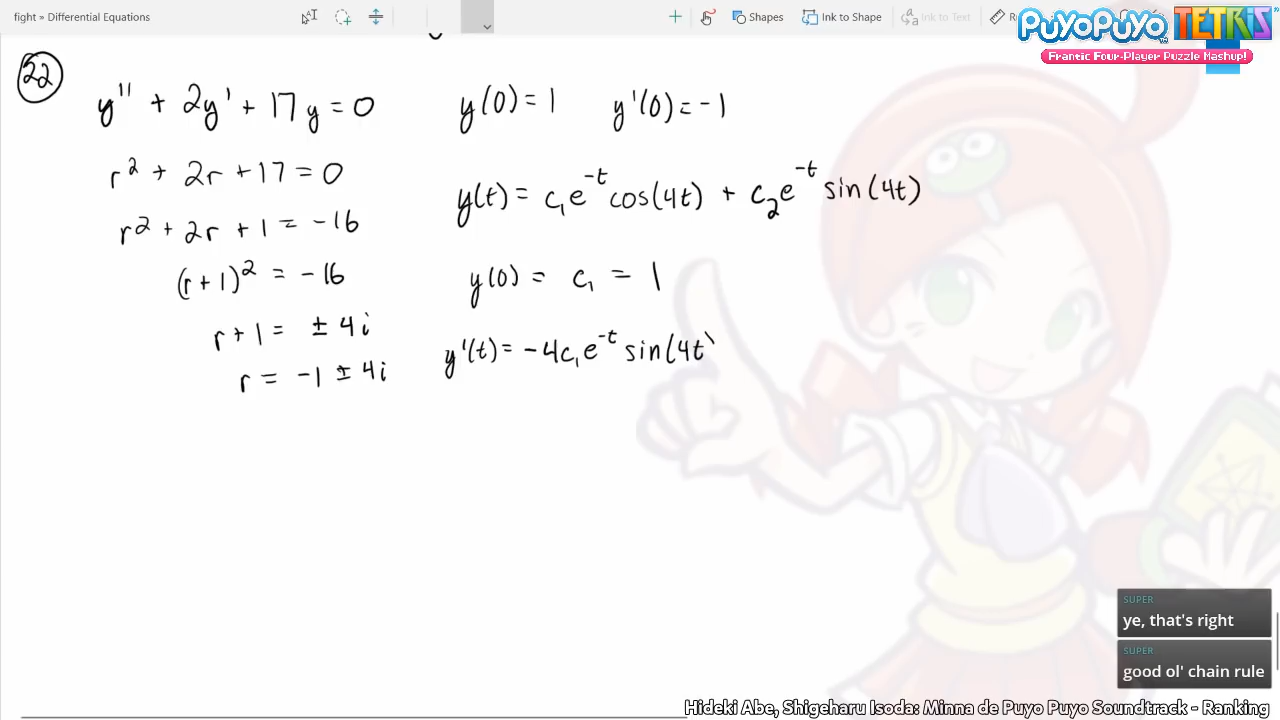 fight » Differential Equations
Shapes
Ink to Shape
Ink to Text
PuyoPuyo TETRIS
Frantic Four-Player Puzzle Mashup!
22
y'' + 2y' + 17y = 0
y(0) = 1
y'(0) = -1
r² + 2r + 17 = 0
r² + 2r + 1 = -16
(r + 1)² = -16
r + 1 = ± 4i
r = -1 ± 4i
y(t) = c₁e^-t cos(4t) + c₂e^-t sin(4t)
y(0) = c₁ = 1
y'(t) = -4c₁e^-t sin(4t)
TETRIS
SUPER
ye, that's right
SUPER
good ol' chain rule
Hideki Abe, Shigeharu Isoda: Minna de Puyo Puyo Soundtrack - Ranking